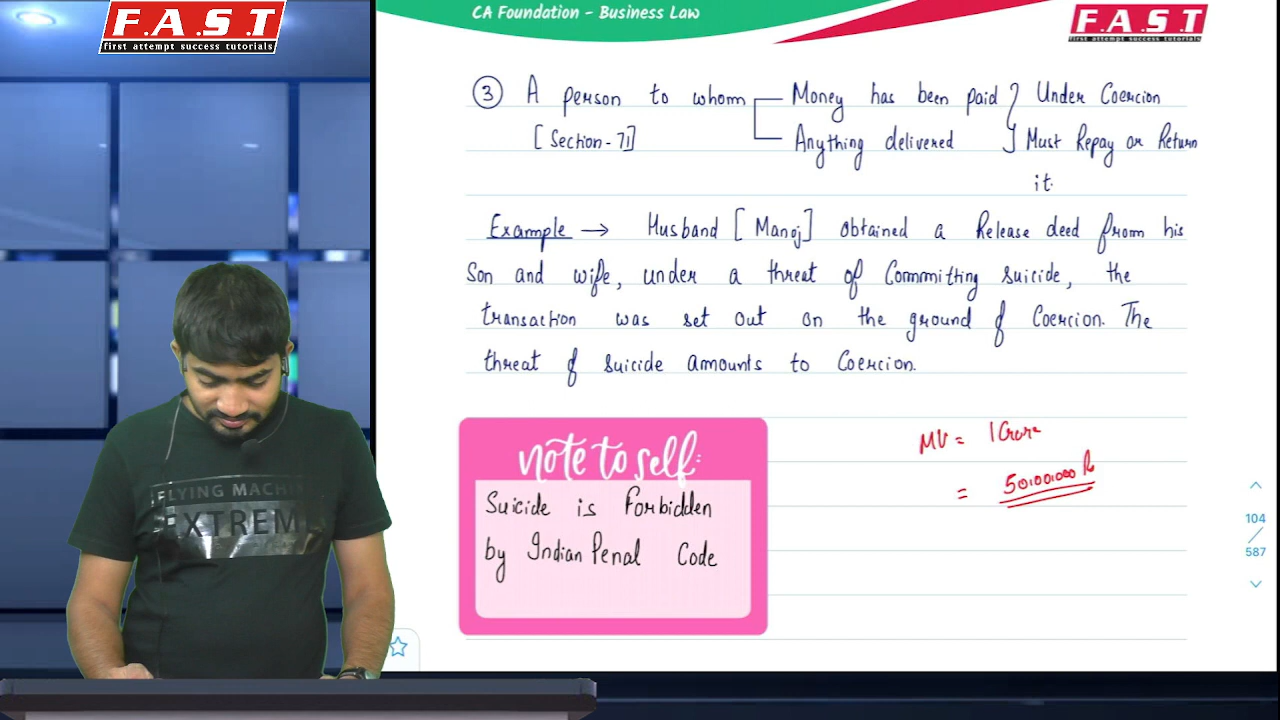 F.A.S.T
first attempt success tutorials
CA Foundation - Business Law
F.A.S.T
first attempt success tutorials
③ A person to whom Money has been paid Under Coercion
[Section-71] Anything delivered Must Repay or Return
it.
Example → Husband [Manoj] obtained a Release deed from his
Son and wife, under a threat of Committing suicide, the
transaction was set out on the ground of Coercion. The
threat of suicide amounts to Coercion.
note to self:
Suicide is Forbidden
by Indian Penal Code
MV = 1 Crore
=
FLYING MACHIN
EXTREM
104
587